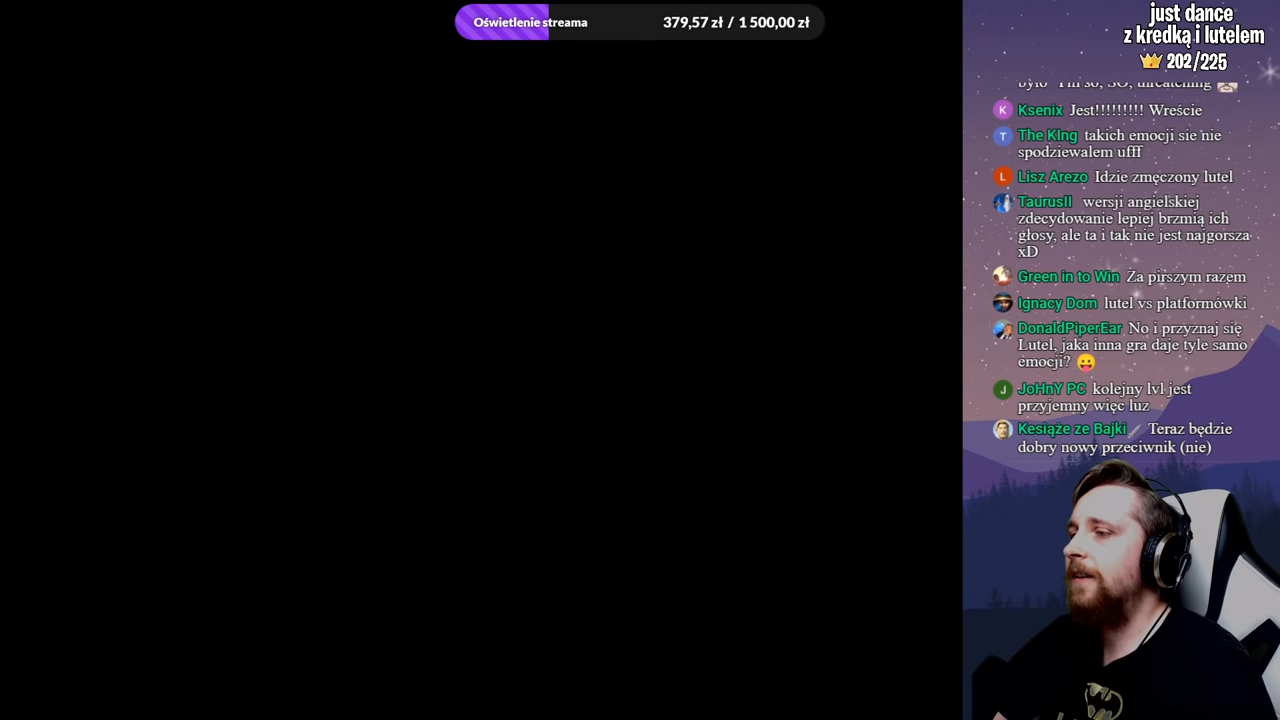 Oświetlenie streama 379,57 zł / 1 500,00 zł
just dance
z kredką i lutelem
202/225
było "I'm so, SO, threatening
K Ksenix Jest!!!!!!!!! Wreście
T The KIng takich emocji sie nie
spodziewalem ufff
L Lisz Arezo Idzie zmęczony lutel
TaurusII wersji angielskiej
zdecydowanie lepiej brzmią ich
głosy, ale ta i tak nie jest najgorsza
xD
Green in to Win Za pirszym razem
Ignacy Dom lutel vs platformówki
DonaldPiperEar No i przyznaj się
Lutel, jaka inna gra daje tyle samo
emocji? 😛
J JoHnY PC kolejny lvl jest
przyjemny więc luz
Kesiąże ze Bajki Teraz będzie
dobry nowy przeciwnik (nie)